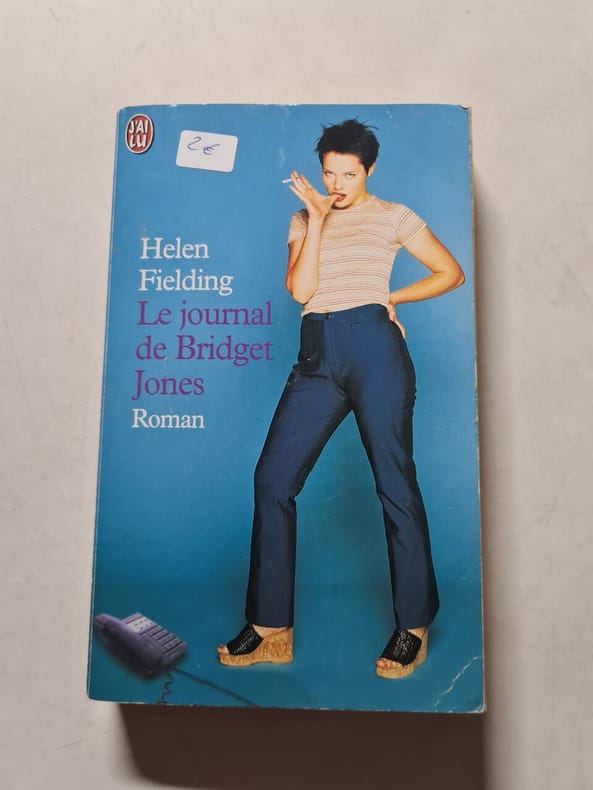 J'AI
LU
2€
Helen
Fielding
Le journal
de Bridget
Jones
Roman